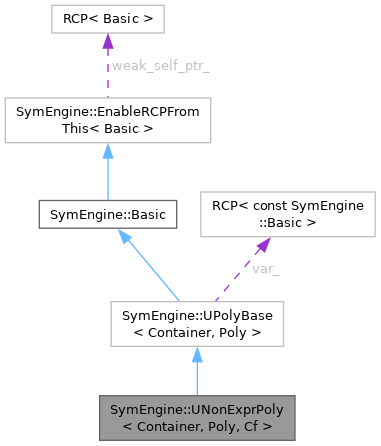 RCP< Basic >
weak_self_ptr_
SymEngine::EnableRCPFrom
This< Basic >
SymEngine::Basic
RCP< const SymEngine
::Basic >
var_
SymEngine::UPolyBase
< Container, Poly >
SymEngine::UNonExprPoly
< Container, Poly, Cf >